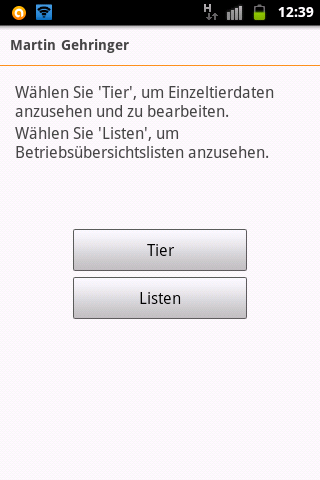 H
12:39
Martin Gehringer
Wählen Sie 'Tier', um Einzeltierdaten
anzusehen und zu bearbeiten.
Wählen Sie 'Listen', um
Betriebsübersichtslisten anzusehen.
Tier
Listen